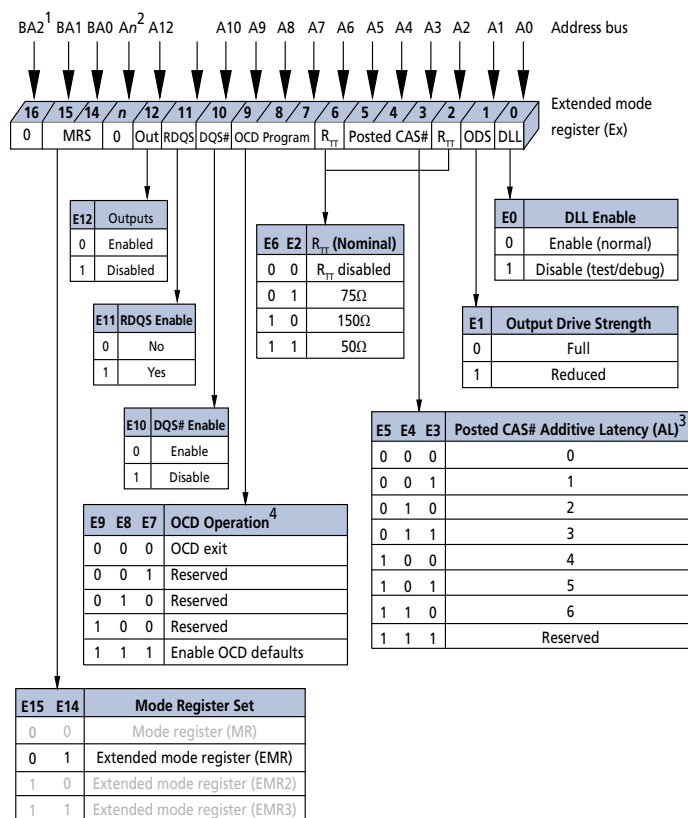 BA2¹ BA1 BA0 An² A12 A10 A9 A8 A7 A6 A5 A4 A3 A2 A1 A0 Address bus
16 15 14 n 12 11 10 9 8 7 6 5 4 3 2 1 0
Extended mode
register (Ex)
0 MRS 0 Out RDQS DQS# OCD Program RTT Posted CAS# RTT ODS DLL
E12 Outputs
0 Enabled
1 Disabled
E6 E2 RTT (Nominal)
0 0 RTT disabled
0 1 75Ω
1 0 150Ω
1 1 50Ω
E0 DLL Enable
0 Enable (normal)
1 Disable (test/debug)
E11 RDQS Enable
0 No
1 Yes
E1 Output Drive Strength
0 Full
1 Reduced
E10 DQS# Enable
0 Enable
1 Disable
E5 E4 E3 Posted CAS# Additive Latency (AL)³
0 0 0 0
0 0 1 1
0 1 0 2
0 1 1 3
1 0 0 4
1 0 1 5
1 1 0 6
1 1 1 Reserved
E9 E8 E7 OCD Operation⁴
0 0 0 OCD exit
0 0 1 Reserved
0 1 0 Reserved
1 0 0 Reserved
1 1 1 Enable OCD defaults
E15 E14 Mode Register Set
0 0 Mode register (MR)
0 1 Extended mode register (EMR)
1 0 Extended mode register (EMR2)
1 1 Extended mode register (EMR3)